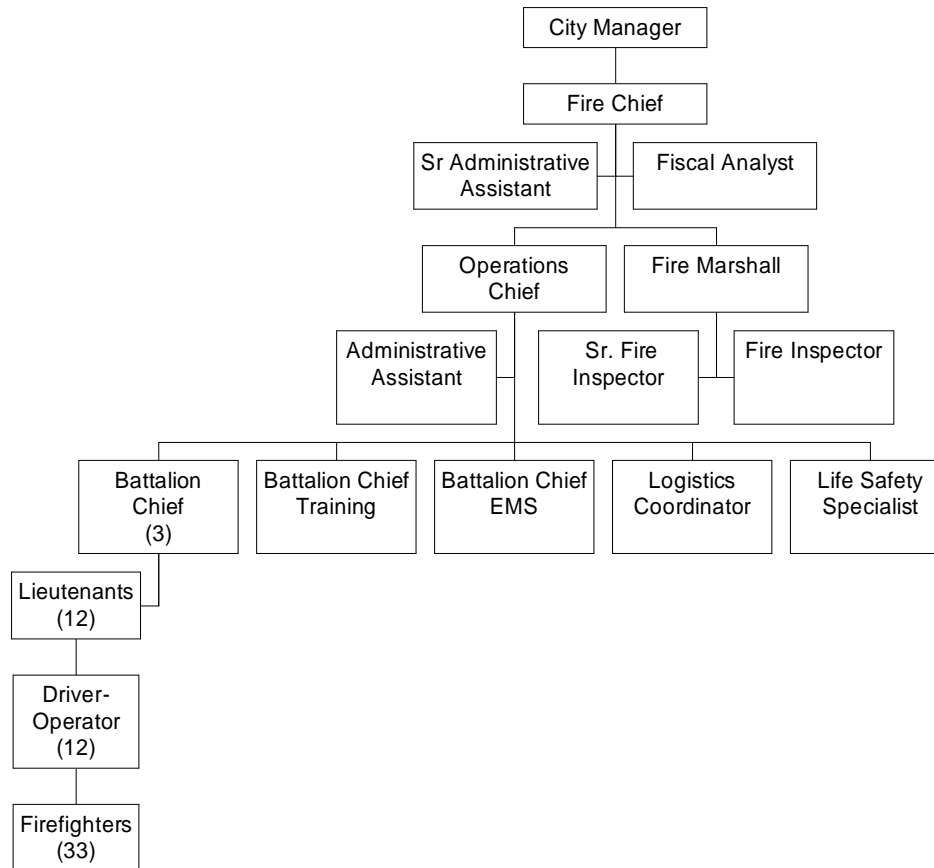 City Manager
Fire Chief
Sr Administrative
Assistant
Fiscal Analyst
Operations
Chief
Fire Marshall
Administrative
Assistant
Sr. Fire
Inspector
Fire Inspector
Battalion
Chief
(3)
Battalion Chief
Training
Battalion Chief
EMS
Logistics
Coordinator
Life Safety
Specialist
Lieutenants
(12)
Driver-
Operator
(12)
Firefighters
(33)